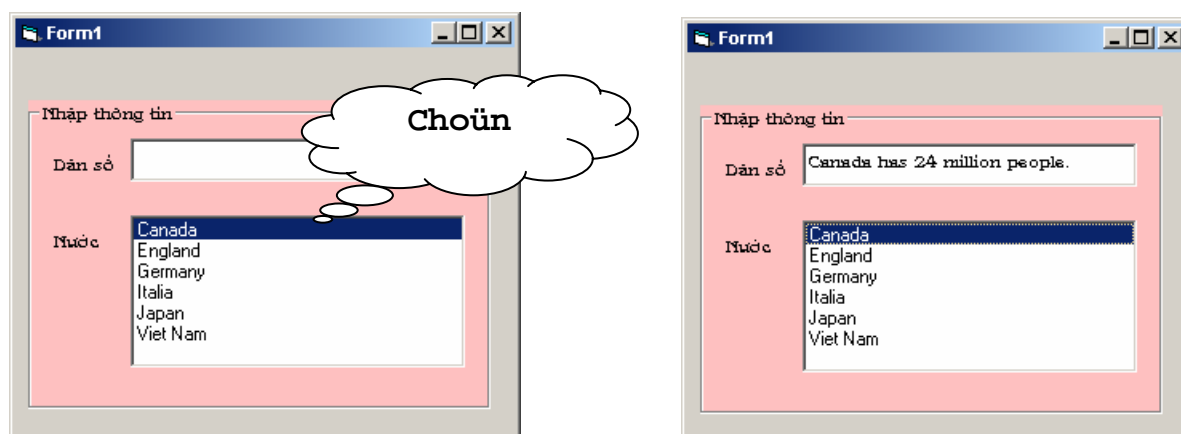 Form1
Nhập thông tin
Choün
Dân số
Nước
Canada
England
Germany
Italia
Japan
Viet Nam
Form1
Nhập thông tin
Dân số
Canada has 24 million people.
Nước
Canada
England
Germany
Italia
Japan
Viet Nam